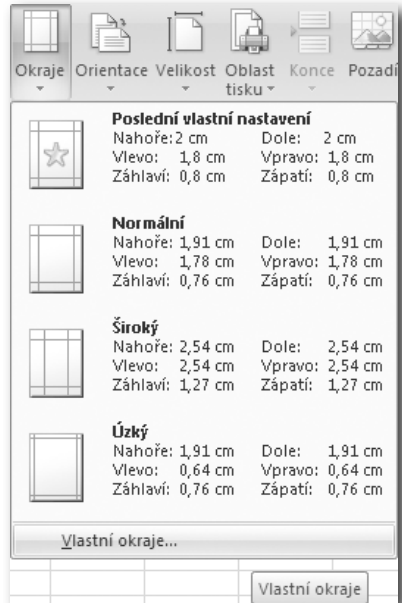 Okraje Orientace Velikost Oblast tisku Konce Pozadí
Poslední vlastní nastavení
Nahoře: 2 cm Dole: 2 cm
Vlevo: 1,8 cm Vpravo: 1,8 cm
Záhlaví: 0,8 cm Zápatí: 0,8 cm
Normální
Nahoře: 1,91 cm Dole: 1,91 cm
Vlevo: 1,78 cm Vpravo: 1,78 cm
Záhlaví: 0,76 cm Zápatí: 0,76 cm
Široký
Nahoře: 2,54 cm Dole: 2,54 cm
Vlevo: 2,54 cm Vpravo: 2,54 cm
Záhlaví: 1,27 cm Zápatí: 1,27 cm
Úzký
Nahoře: 1,91 cm Dole: 1,91 cm
Vlevo: 0,64 cm Vpravo: 0,64 cm
Záhlaví: 0,76 cm Zápatí: 0,76 cm
Vlastní okraje...
Vlastní okraje